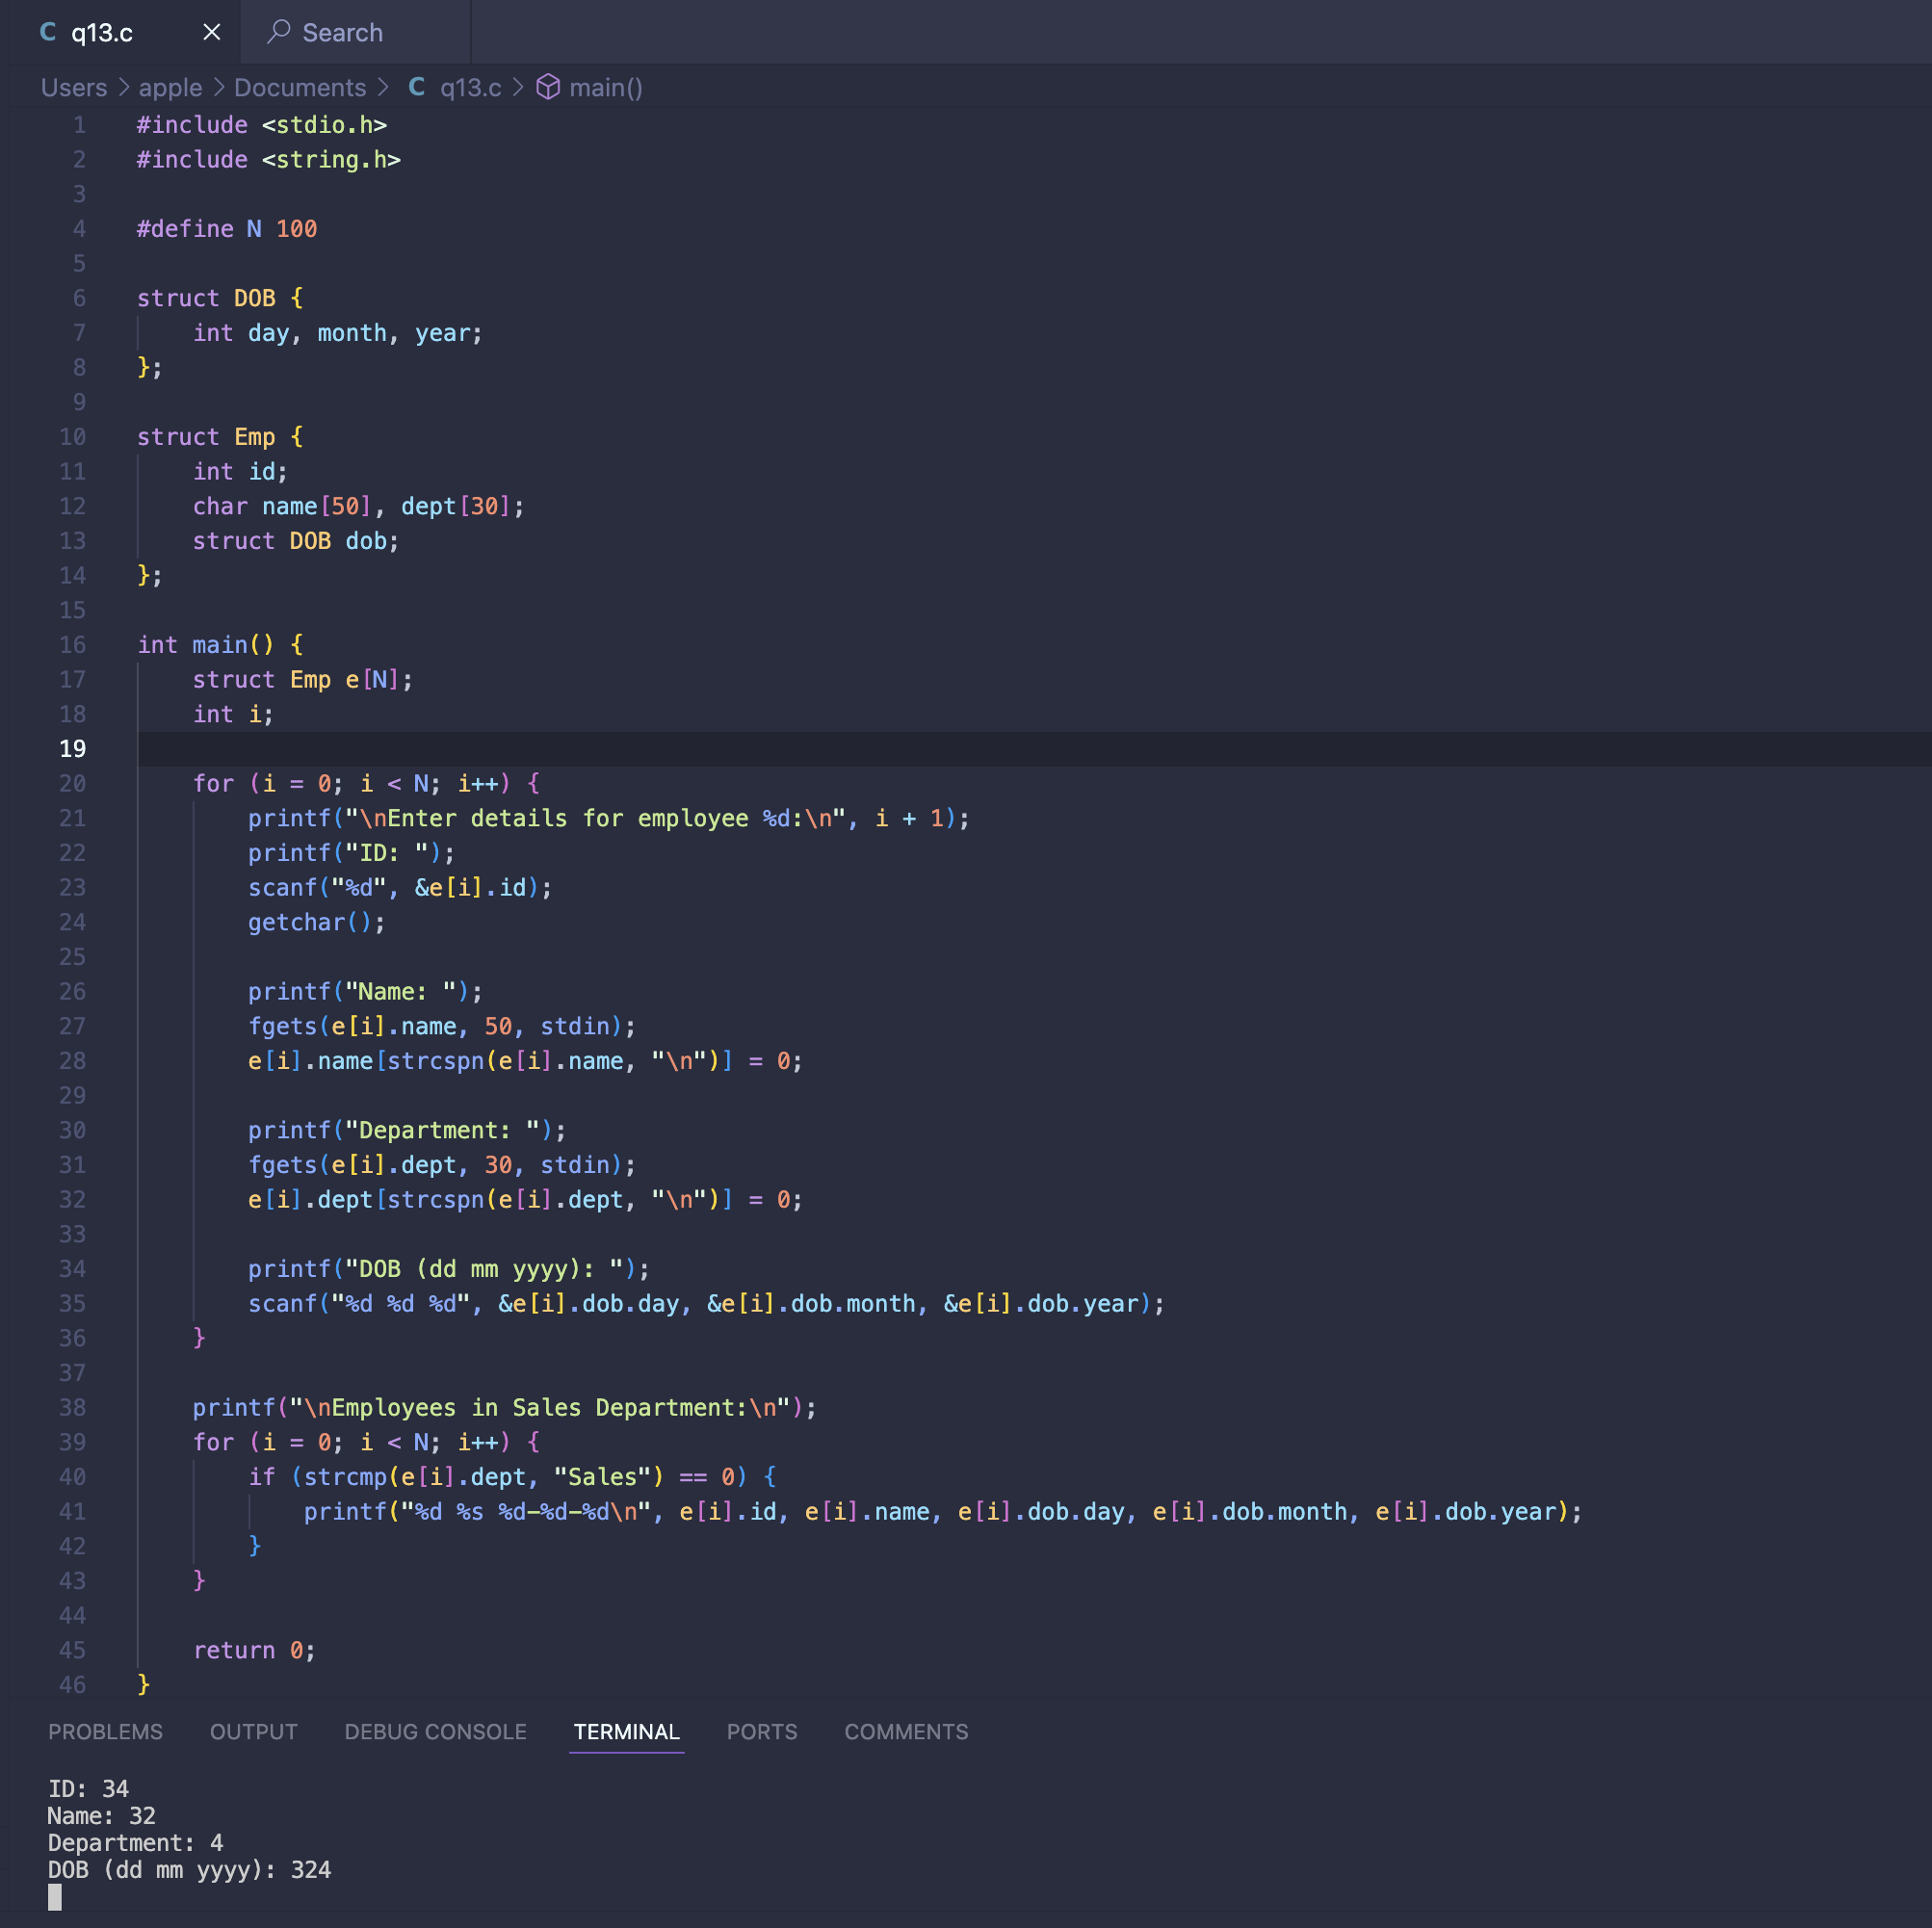 C q13.c × Search
Users > apple > Documents > C q13.c > main()
1 #include <stdio.h>
2 #include <string.h>
3
4 #define N 100
5
6 struct DOB {
7     int day, month, year;
8 };
9
10 struct Emp {
11     int id;
12     char name[50], dept[30];
13     struct DOB dob;
14 };
15
16 int main() {
17     struct Emp e[N];
18     int i;
19
20     for (i = 0; i < N; i++) {
21         printf("\nEnter details for employee %d:\n", i + 1);
22         printf("ID: ");
23         scanf("%d", &e[i].id);
24         getchar();
25
26         printf("Name: ");
27         fgets(e[i].name, 50, stdin);
28         e[i].name[strcspn(e[i].name, "\n")] = 0;
29
30         printf("Department: ");
31         fgets(e[i].dept, 30, stdin);
32         e[i].dept[strcspn(e[i].dept, "\n")] = 0;
33
34         printf("DOB (dd mm yyyy): ");
35         scanf("%d %d %d", &e[i].dob.day, &e[i].dob.month, &e[i].dob.year);
36     }
37
38     printf("\nEmployees in Sales Department:\n");
39     for (i = 0; i < N; i++) {
40         if (strcmp(e[i].dept, "Sales") == 0) {
41             printf("%d %s %d-%d-%d\n", e[i].id, e[i].name, e[i].dob.day, e[i].dob.month, e[i].dob.year);
42         }
43     }
44
45     return 0;
46 }
PROBLEMS OUTPUT DEBUG CONSOLE TERMINAL PORTS COMMENTS
ID: 34
Name: 32
Department: 4
DOB (dd mm yyyy): 324